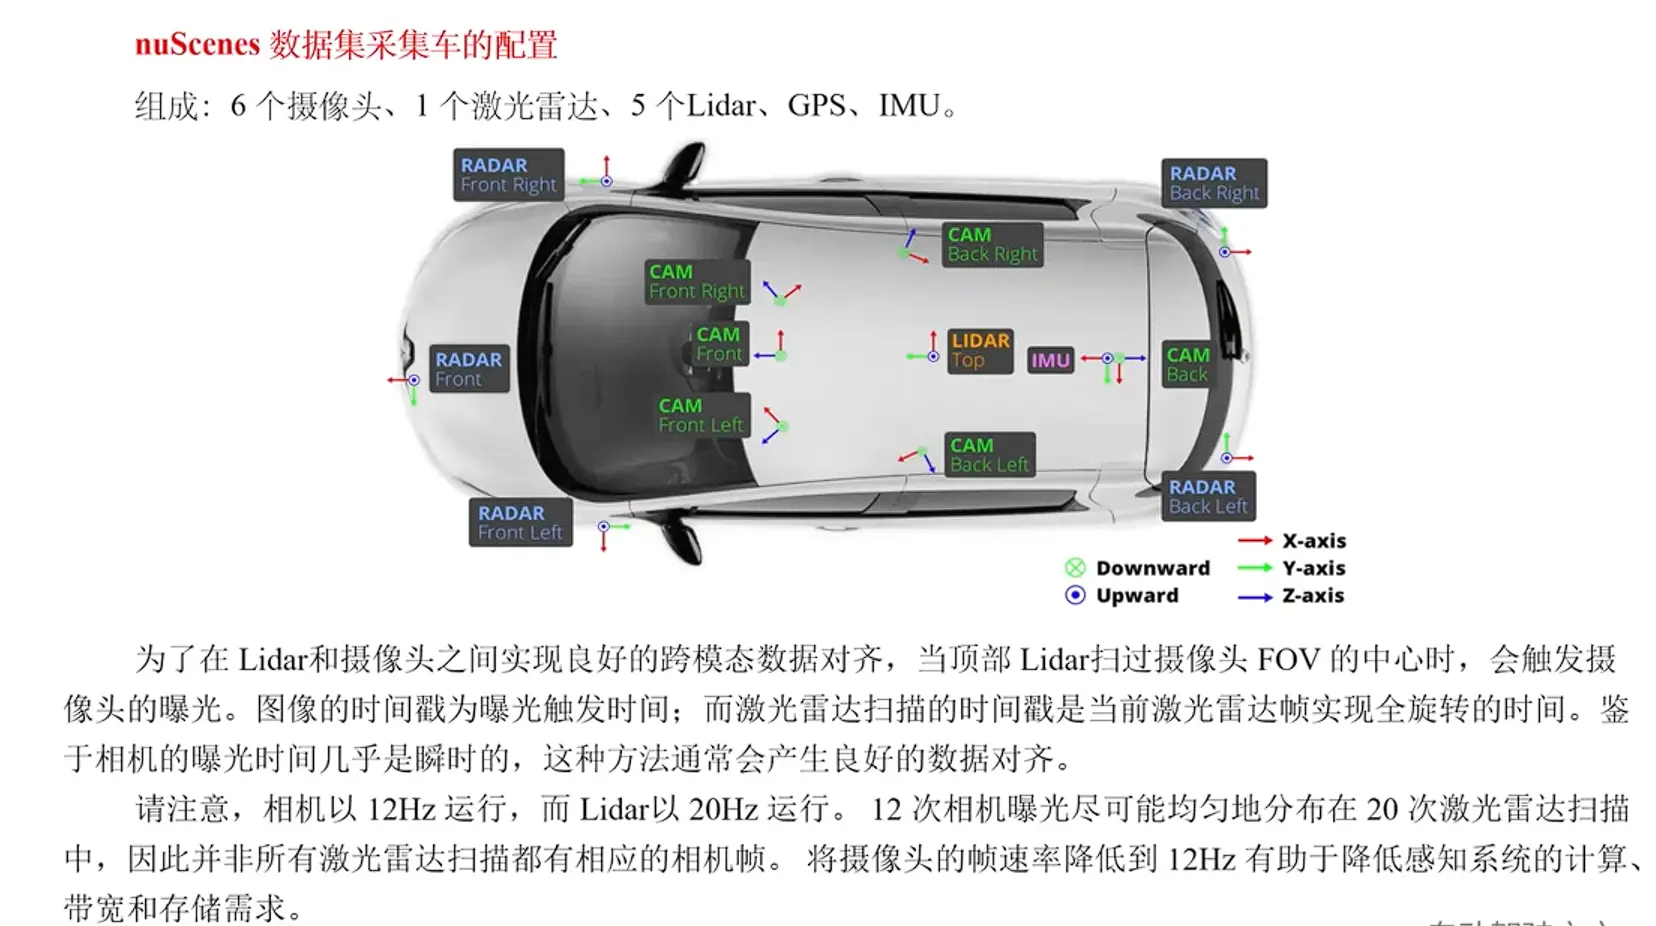 nuScenes 数据集采集车的配置
组成：6 个摄像头、1 个激光雷达、5 个Lidar、GPS、IMU。
RADAR
Front Right
RADAR
Back Right
CAM
Back Right
CAM
Front Right
CAM
Front
LIDAR
Top
IMU
CAM
Back
RADAR
Front
CAM
Front Left
CAM
Back Left
RADAR
Back Left
RADAR
Front Left
X-axis
Downward
Y-axis
Upward
Z-axis
为了在 Lidar和摄像头之间实现良好的跨模态数据对齐，当顶部 Lidar扫过摄像头 FOV 的中心时，会触发摄
像头的曝光。图像的时间戳为曝光触发时间；而激光雷达扫描的时间戳是当前激光雷达帧实现全旋转的时间。鉴
于相机的曝光时间几乎是瞬时的，这种方法通常会产生良好的数据对齐。
请注意，相机以 12Hz 运行，而 Lidar以 20Hz 运行。 12 次相机曝光尽可能均匀地分布在 20 次激光雷达扫描
中，因此并非所有激光雷达扫描都有相应的相机帧。 将摄像头的帧速率降低到 12Hz 有助于降低感知系统的计算、
带宽和存储需求。